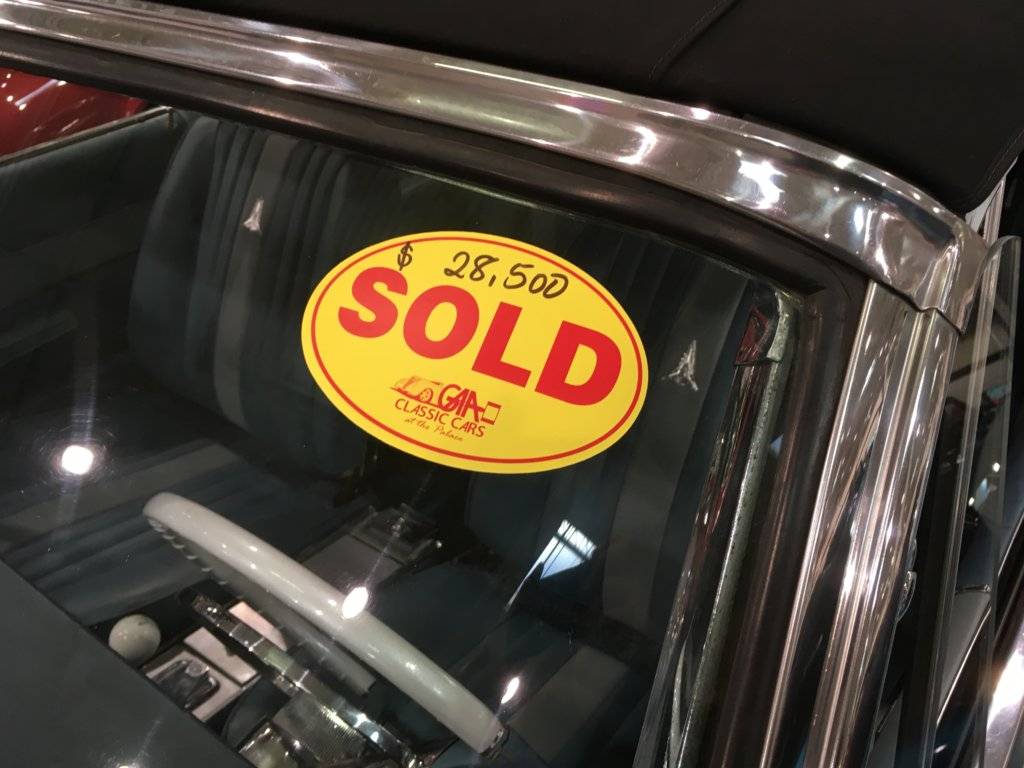 $ 28,500
SOLD
GAA
CLASSIC CARS
at the Palace